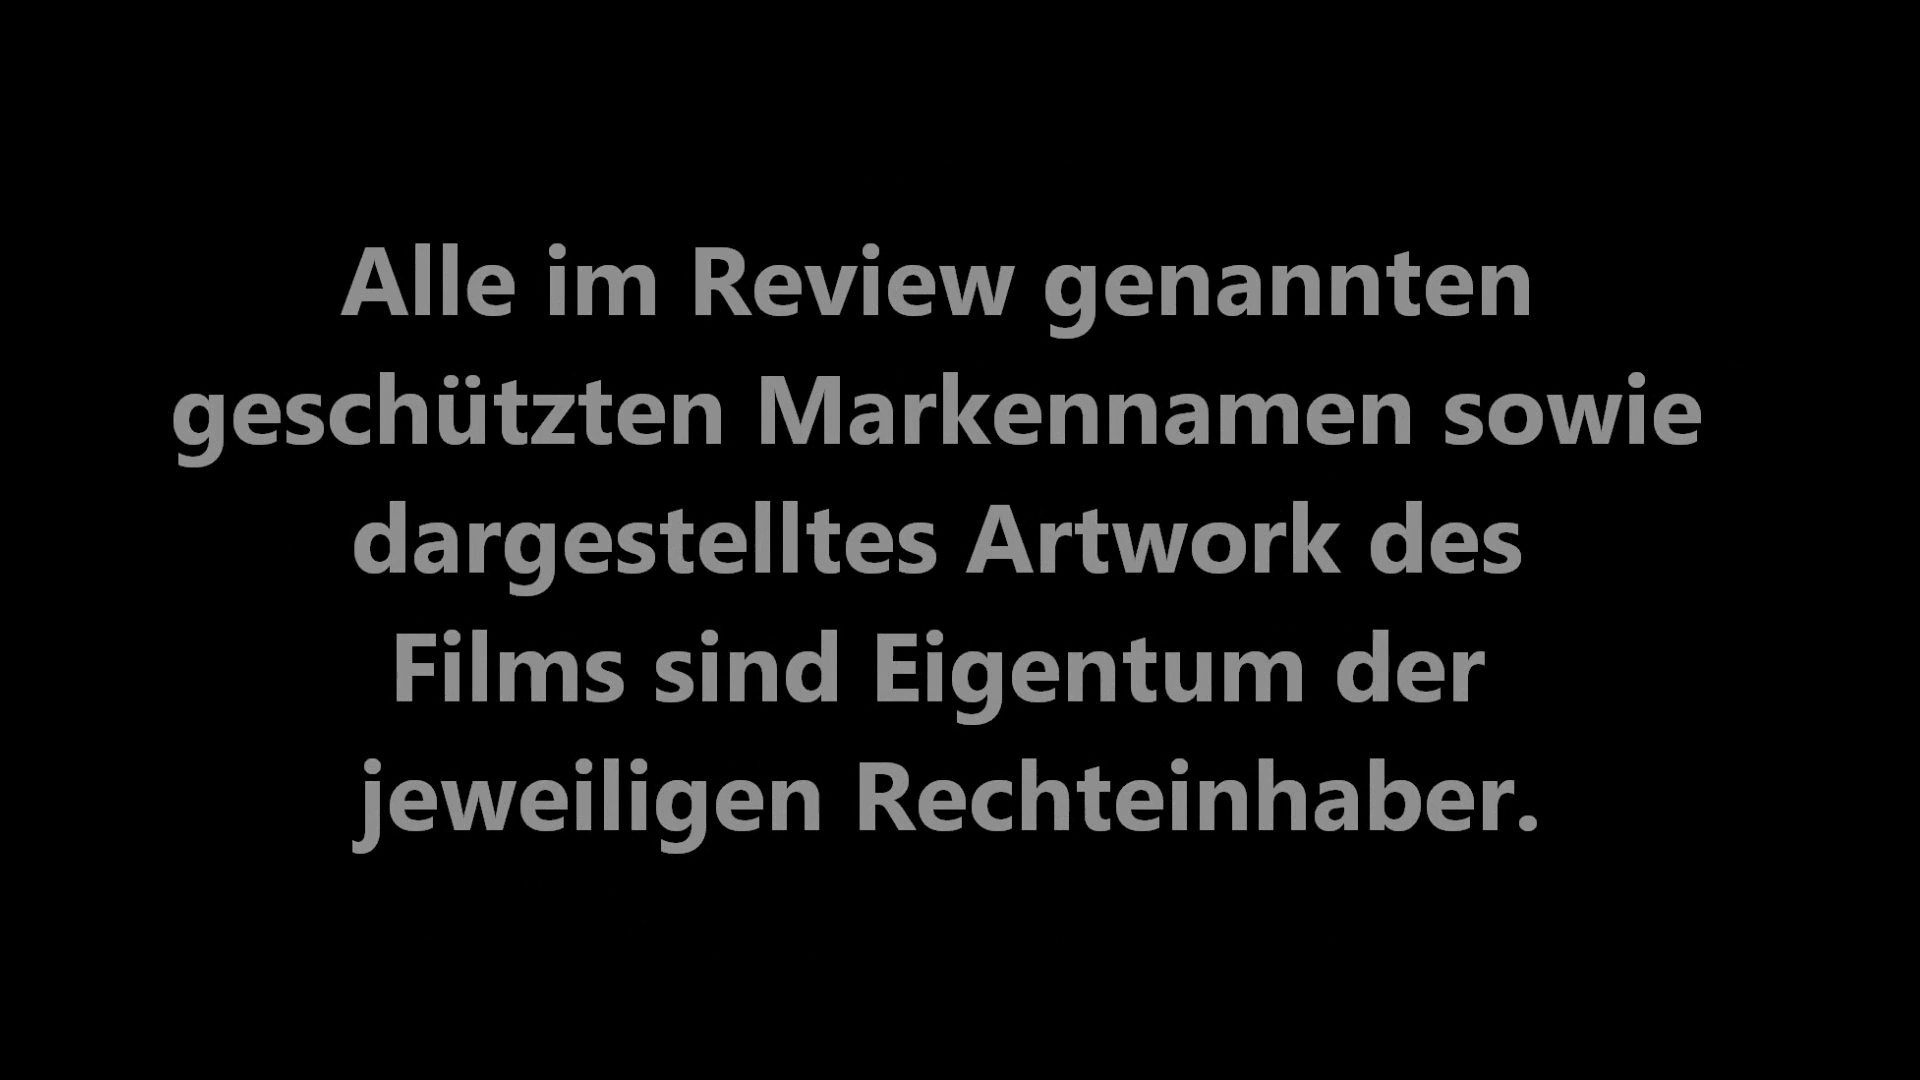 Alle im Review genannten
geschützten Markennamen sowie
dargestelltes Artwork des
Films sind Eigentum der
jeweiligen Rechteinhaber.